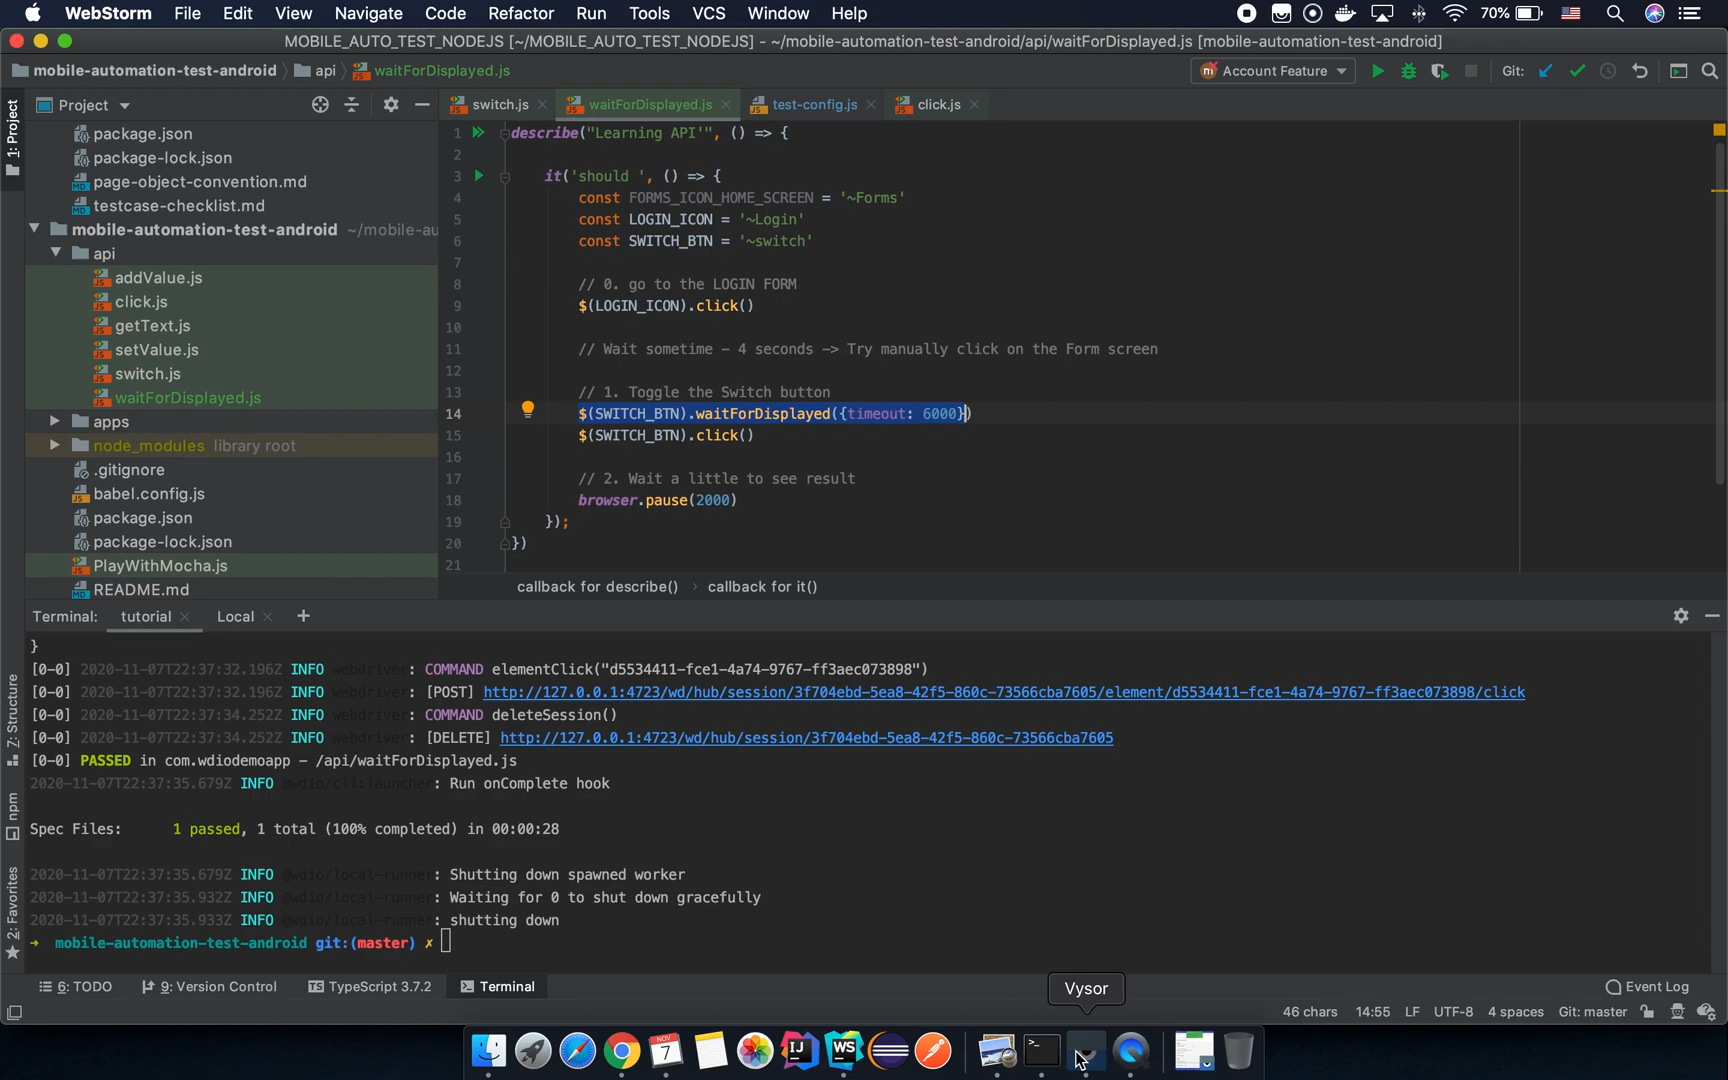 WebStorm File Edit View Navigate Code Refactor Run Tools VCS Window Help 70%
MOBILE_AUTO_TEST_NODEJS [~/MOBILE_AUTO_TEST_NODEJS] - ~/mobile-automation-test-android/api/waitForDisplayed.js [mobile-automation-test-android]
mobile-automation-test-android api waitForDisplayed.js Account Feature Git:
1: Project
Project
switch.js waitForDisplayed.js test-config.js click.js
package.json
package-lock.json
page-object-convention.md
testcase-checklist.md
mobile-automation-test-android ~/mobile-au
api
addValue.js
click.js
getText.js
setValue.js
switch.js
waitForDisplayed.js
apps
node_modules library root
.gitignore
babel.config.js
package.json
package-lock.json
PlayWithMocha.js
README.md
1 describe("Learning API'", () => {
2
3 it('should ', () => {
4 const FORMS_ICON_HOME_SCREEN = '~Forms'
5 const LOGIN_ICON = '~Login'
6 const SWITCH_BTN = '~switch'
7
8 // 0. go to the LOGIN FORM
9 $(LOGIN_ICON).click()
10
11 // Wait sometime - 4 seconds -> Try manually click on the Form screen
12
13 // 1. Toggle the Switch button
14 $(SWITCH_BTN).waitForDisplayed({timeout: 6000})
15 $(SWITCH_BTN).click()
16
17 // 2. Wait a little to see result
18 browser.pause(2000)
19 });
20 })
21
callback for describe() › callback for it()
Terminal: tutorial Local +
}
[0-0] 2020-11-07T22:37:32.196Z INFO webdriver: COMMAND elementClick("d5534411-fce1-4a74-9767-ff3aec073898")
[0-0] 2020-11-07T22:37:32.196Z INFO webdriver: [POST] http://127.0.0.1:4723/wd/hub/session/3f704ebd-5ea8-42f5-860c-73566cba7605/element/d5534411-fce1-4a74-9767-ff3aec073898/click
[0-0] 2020-11-07T22:37:34.252Z INFO webdriver: COMMAND deleteSession()
[0-0] 2020-11-07T22:37:34.252Z INFO webdriver: [DELETE] http://127.0.0.1:4723/wd/hub/session/3f704ebd-5ea8-42f5-860c-73566cba7605
[0-0] PASSED in com.wdiodemoapp - /api/waitForDisplayed.js
2020-11-07T22:37:35.679Z INFO @wdio/cli:launcher: Run onComplete hook
Spec Files: 1 passed, 1 total (100% completed) in 00:00:28
2020-11-07T22:37:35.679Z INFO @wdio/local-runner: Shutting down spawned worker
2020-11-07T22:37:35.932Z INFO @wdio/local-runner: Waiting for 0 to shut down gracefully
2020-11-07T22:37:35.933Z INFO @wdio/local-runner: shutting down
→ mobile-automation-test-android git:(master) ✗
7: Structure
npm
2: Favorites
6: TODO 9: Version Control TypeScript 3.7.2 Terminal Event Log
Vysor
46 chars 14:55 LF UTF-8 4 spaces Git: master
NOV 7 IJ WS